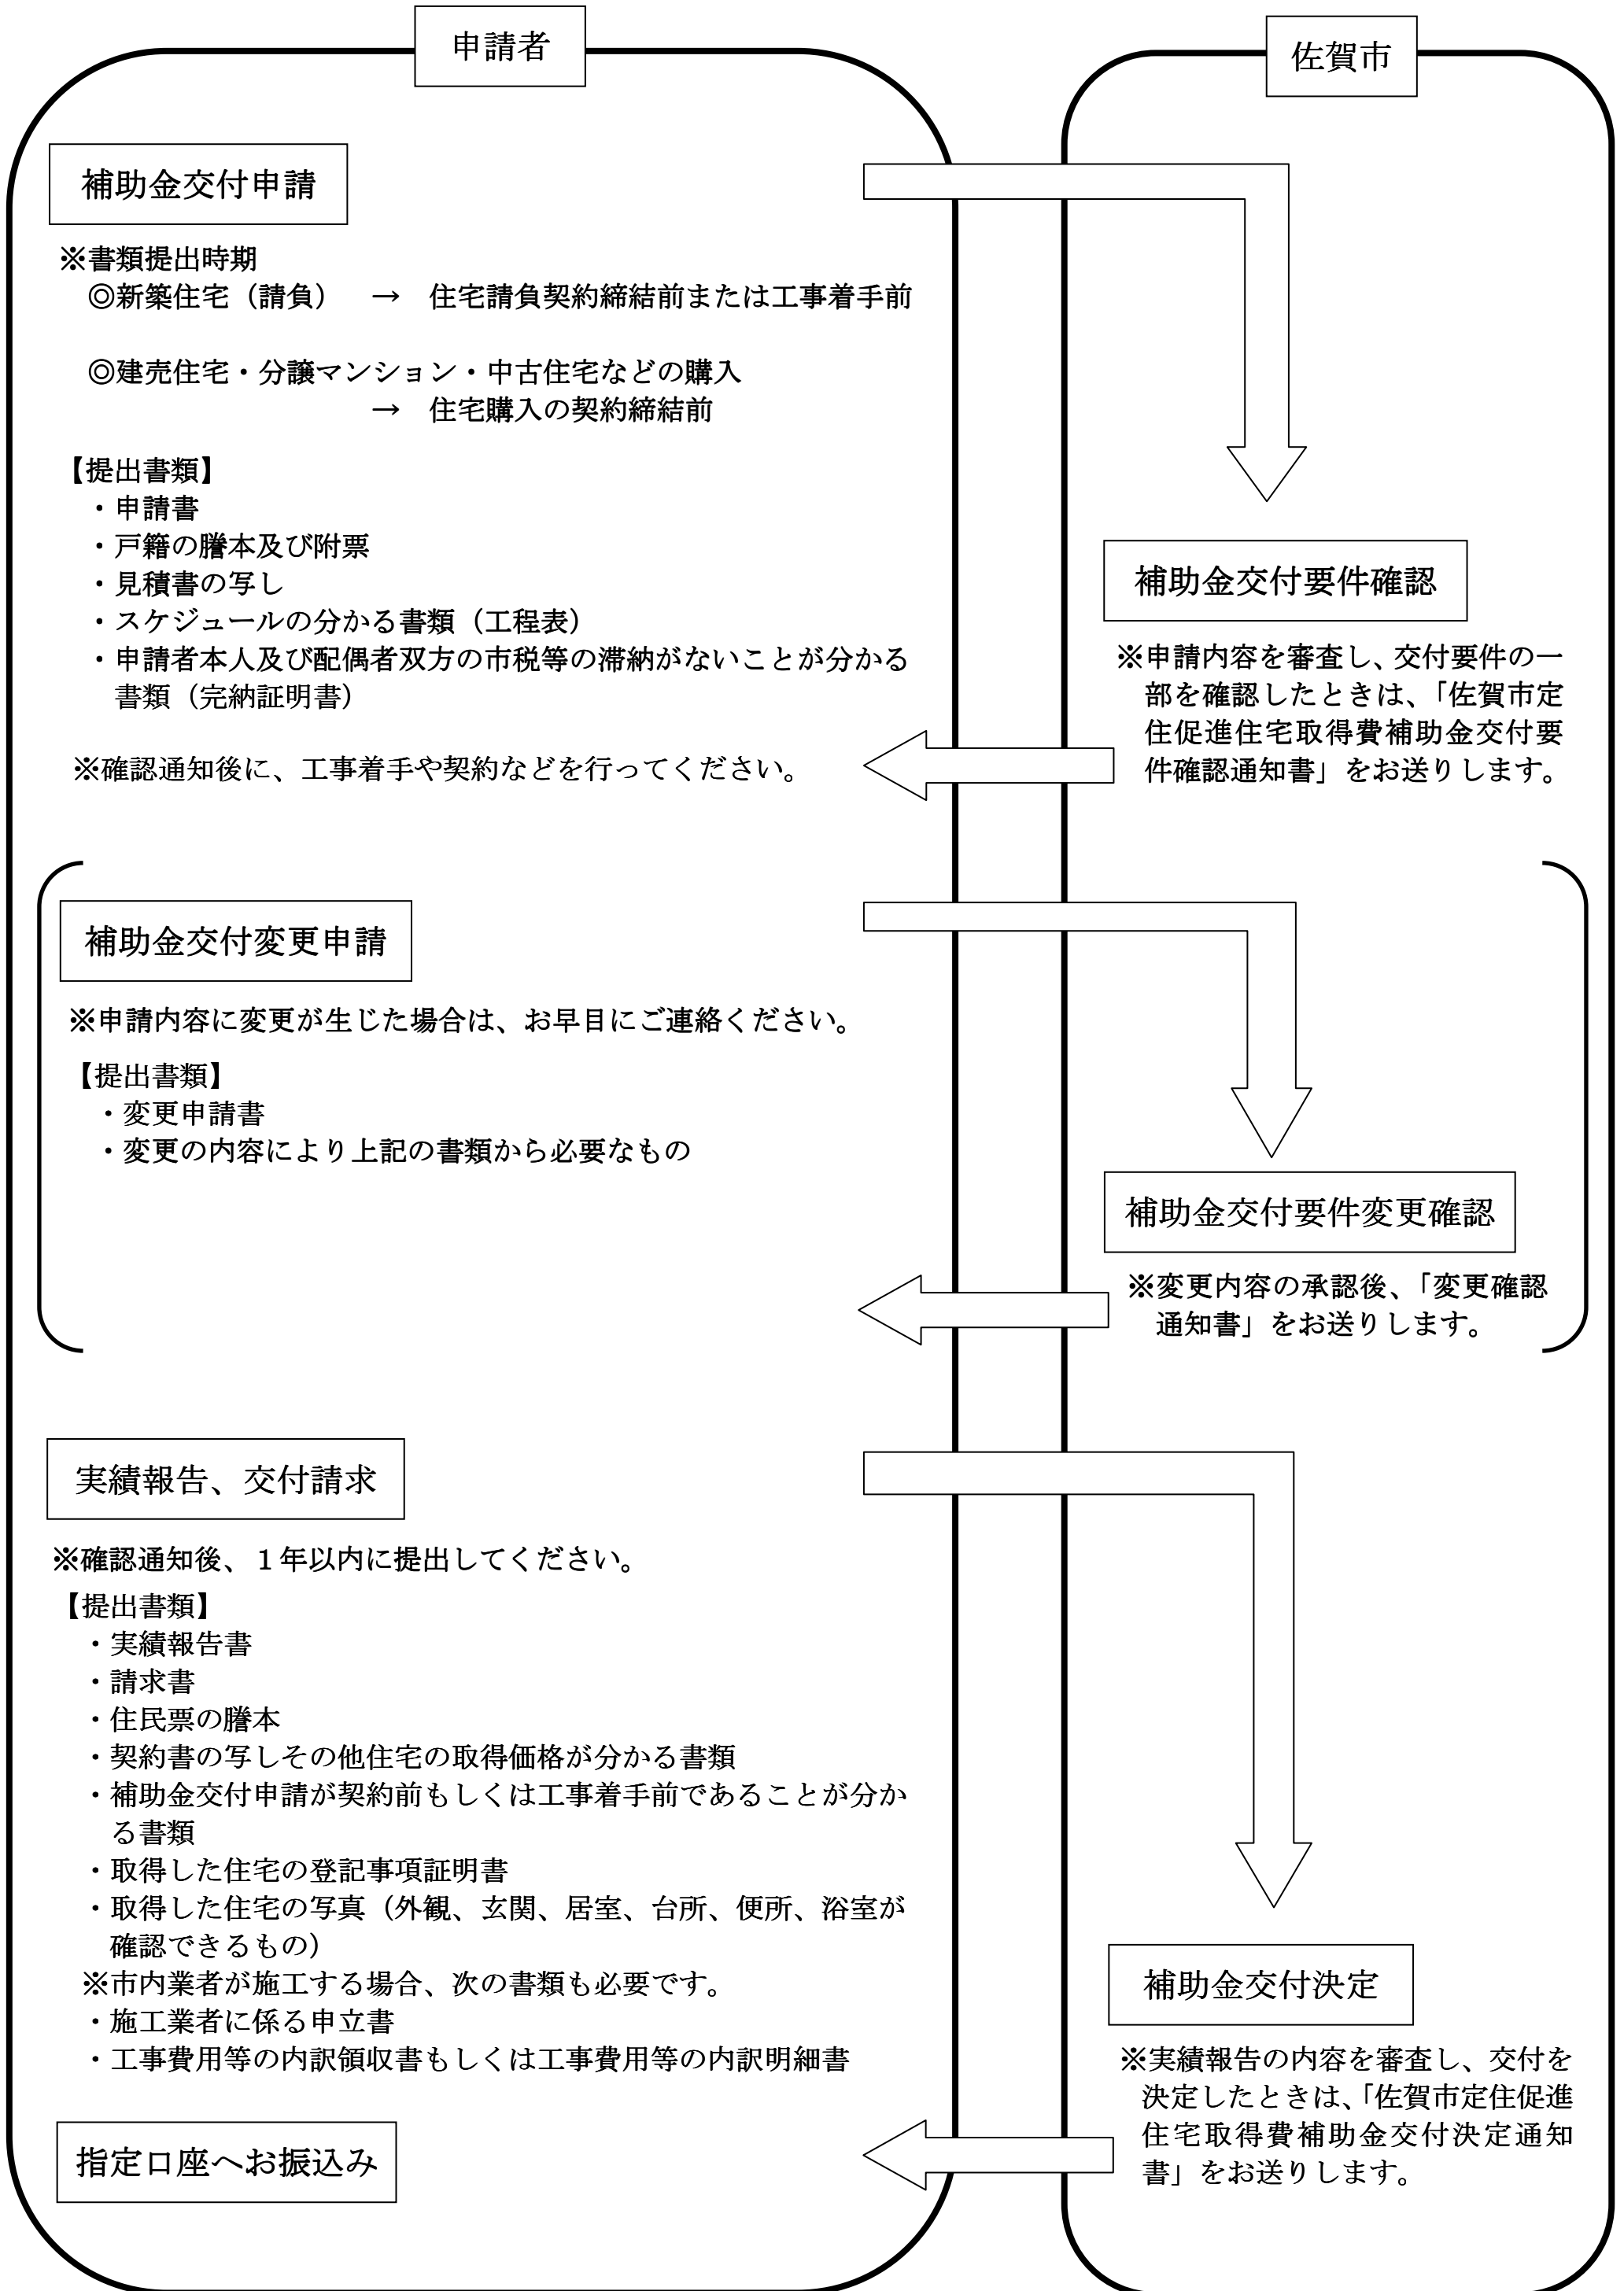 申請者
佐賀市
補助金交付申請
※書類提出時期
◎新築住宅（請負）　→　住宅請負契約締結前または工事着手前
◎建売住宅・分譲マンション・中古住宅などの購入
→　住宅購入の契約締結前
【提出書類】
・申請書
・戸籍の謄本及び附票
・見積書の写し
・スケジュールの分かる書類（工程表）
・申請者本人及び配偶者双方の市税等の滞納がないことが分かる
書類（完納証明書）
※確認通知後に、工事着手や契約などを行ってください。
補助金交付要件確認
※申請内容を審査し、交付要件の一
部を確認したときは、「佐賀市定
住促進住宅取得費補助金交付要
件確認通知書」をお送りします。
補助金交付変更申請
※申請内容に変更が生じた場合は、お早目にご連絡ください。
【提出書類】
・変更申請書
・変更の内容により上記の書類から必要なもの
補助金交付要件変更確認
※変更内容の承認後、「変更確認
通知書」をお送りします。
実績報告、交付請求
※確認通知後、１年以内に提出してください。
【提出書類】
・実績報告書
・請求書
・住民票の謄本
・契約書の写しその他住宅の取得価格が分かる書類
・補助金交付申請が契約前もしくは工事着手前であることが分か
る書類
・取得した住宅の登記事項証明書
・取得した住宅の写真（外観、玄関、居室、台所、便所、浴室が
確認できるもの）
※市内業者が施工する場合、次の書類も必要です。
・施工業者に係る申立書
・工事費用等の内訳領収書もしくは工事費用等の内訳明細書
補助金交付決定
※実績報告の内容を審査し、交付を
決定したときは、「佐賀市定住促進
住宅取得費補助金交付決定通知
書」をお送りします。
指定口座へお振込み